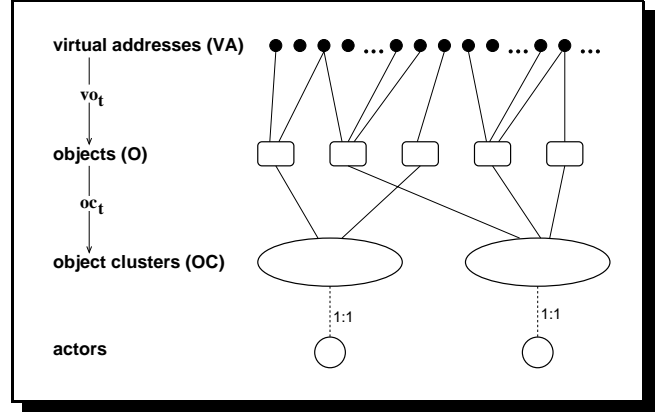 virtual addresses (VA)
... ... ...
vo_t
objects (O)
oc_t
object clusters (OC)
1:1 1:1
actors